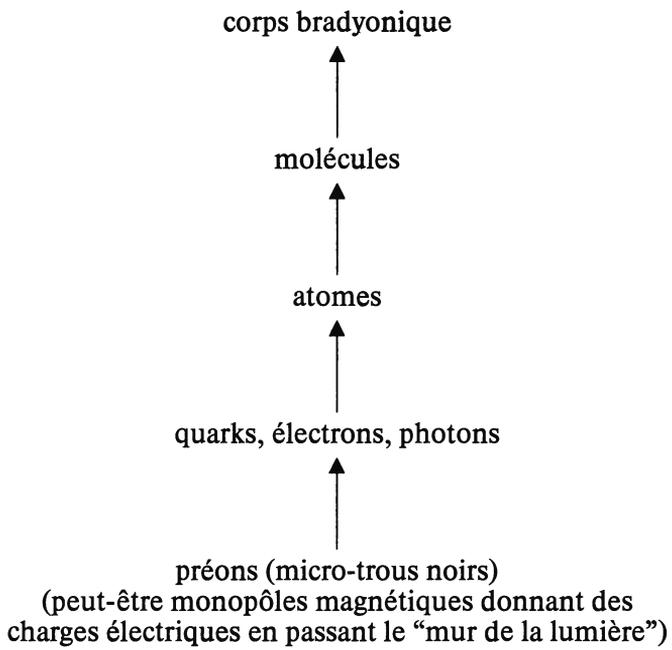 corps bradyonique
molécules
atomes
quarks, électrons, photons
préons (micro-trous noirs)
(peut-être monopôles magnétiques donnant des
charges électriques en passant le “mur de la lumière”)